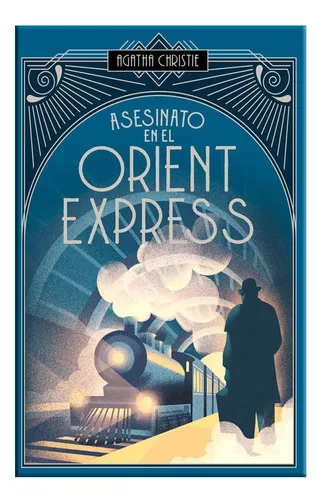 AGATHA CHRISTIE
ASESINATO
EN EL
ORIENT
EXPRESS